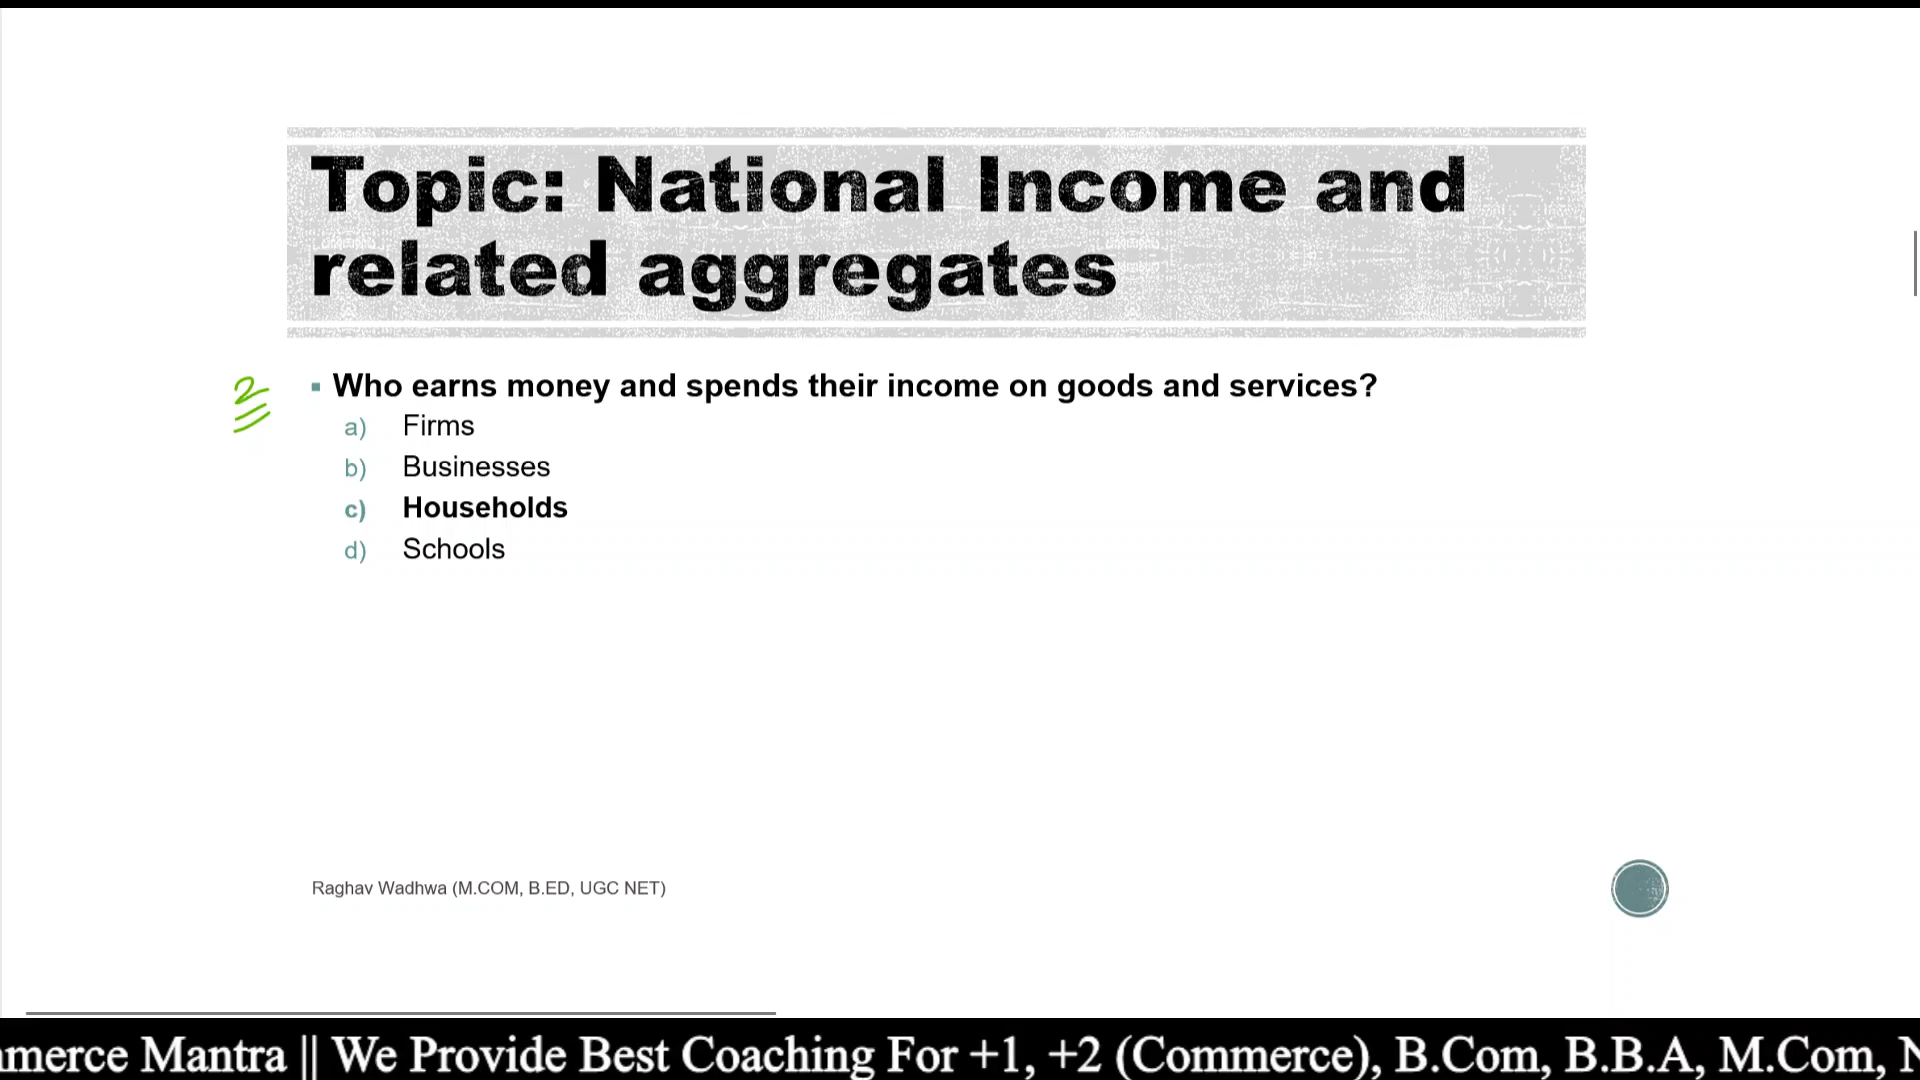 Topic: National Income and
related aggregates
2
▪ Who earns money and spends their income on goods and services?
a) Firms
b) Businesses
c) Households
d) Schools
Raghav Wadhwa (M.COM, B.ED, UGC NET)
Mantra || We Provide Best Coaching For +1, +2 (Commerce), B.Com, B.B.A, M.Com,